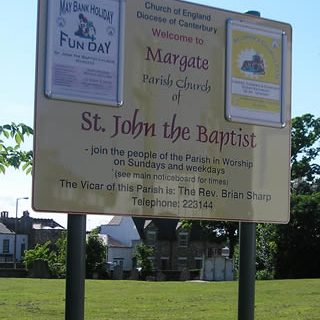 MAY BANK HOLIDAY
FUN DAY
Church of England
Diocese of Canterbury
Welcome to
Margate
Parish Church
of
St. John the Baptist
- join the people of the Parish in Worship
on Sundays and weekdays
(see main noticeboard for times)
The Vicar of this Parish is: The Rev. Brian Sharp
Telephone: 223144